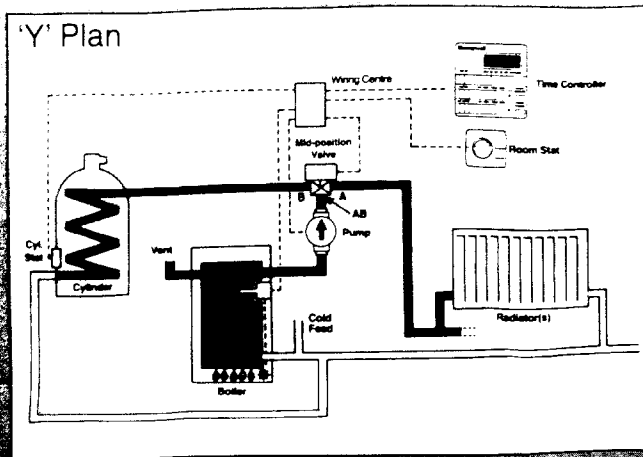 'Y' Plan
Wiring Centre
Time Controller
Mid-position
Valve
Room Stat
B
A
AB
Pump
Cyl.
Stat
Cylinder
Vent
Cold
Feed
Radiator(s)
Boiler